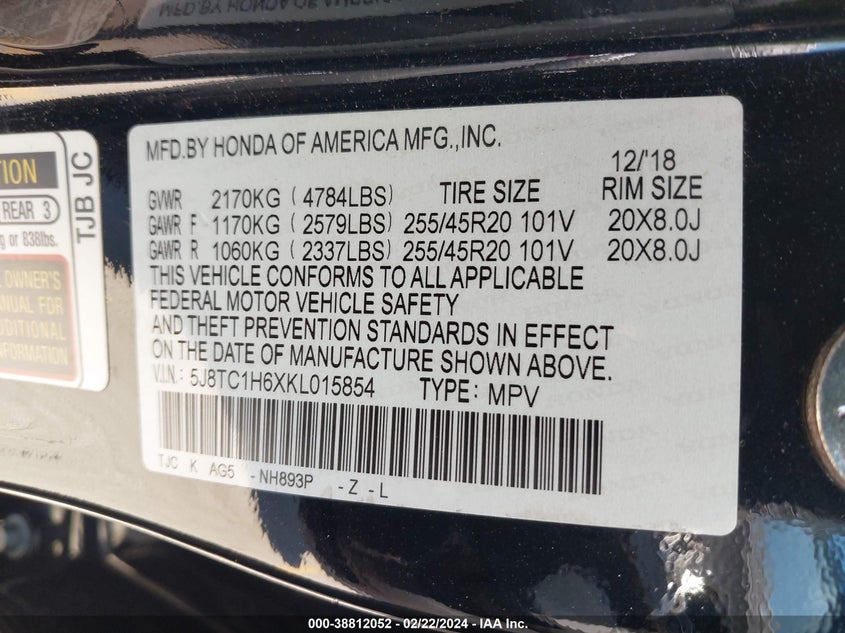 MFD.BY HONDA OF AMERICA MFG.,INC.
12/'18
GVWR 2170KG ( 4784LBS) TIRE SIZE RIM SIZE
GAWR F 1170KG ( 2579LBS) 255/45R20 101V 20X8.0J
GAWR R 1060KG ( 2337LBS) 255/45R20 101V 20X8.0J
THIS VEHICLE CONFORMS TO ALL APPLICABLE
FEDERAL MOTOR VEHICLE SAFETY
AND THEFT PREVENTION STANDARDS IN EFFECT
ON THE DATE OF MANUFACTURE SHOWN ABOVE.
V.I.N.: 5J8TC1H6XKL015854 TYPE: MPV
TJC K AG5 -NH893P -Z -L
TJB JC
REAR 3
or 838lbs.
OWNER'S
FOR
000-38812052 - 02/22/2024 - IAA Inc.